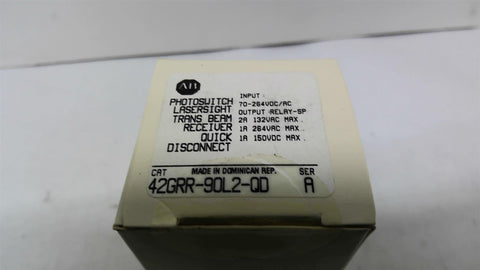 AB
INPUT:
PHOTOSWITCH 70-264VDC/AC
LASERSIGHT OUTPUT:RELAY-SP
TRANS.BEAM 2A 132VAC MAX.
RECEIVER 1A 264VAC MAX.
QUICK 1A 150VDC MAX.
DISCONNECT
CAT MADE IN DOMINICAN REP. SER
42GRR-90L2-QD A